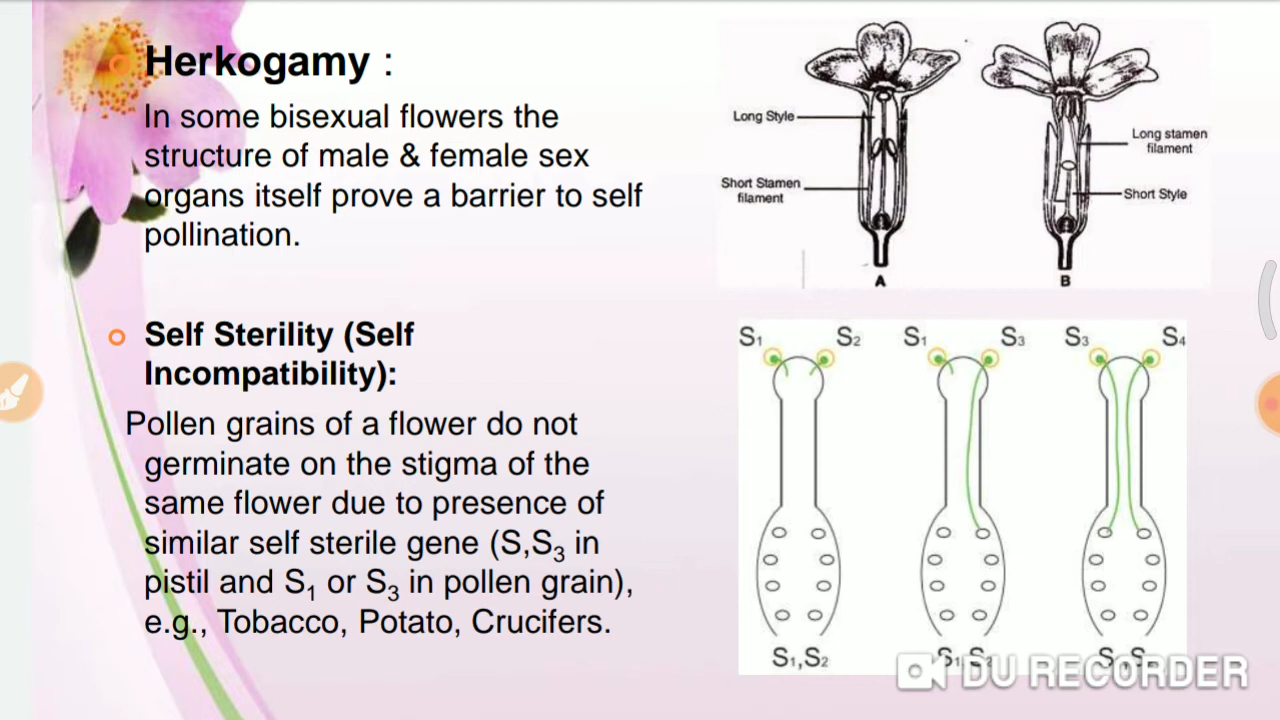 Herkogamy :
In some bisexual flowers the
structure of male & female sex
organs itself prove a barrier to self
pollination.
Self Sterility (Self
Incompatibility):
Pollen grains of a flower do not
germinate on the stigma of the
same flower due to presence of
similar self sterile gene (S,S₃ in
pistil and S₁ or S₃ in pollen grain),
e.g., Tobacco, Potato, Crucifers.
Long Style
Short Stamen
filament
Long stamen
filament
Short Style
A B
S₁ S₂ S₁ S₃ S₃ S₄
S₁,S₂
DU RECORDER